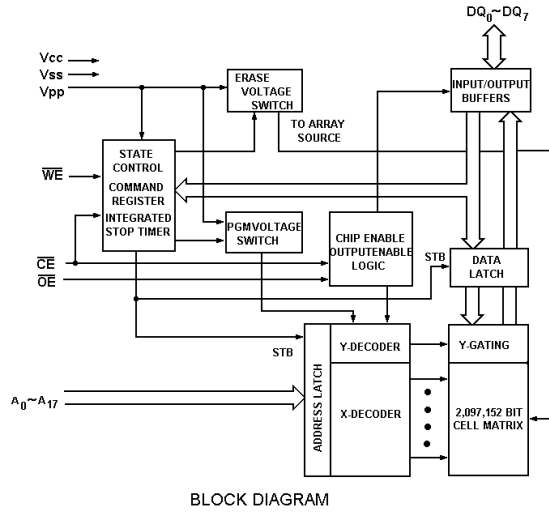 DQ0~DQ7
Vcc
Vss
Vpp
ERASE
VOLTAGE
SWITCH
INPUT/OUTPUT
BUFFERS
TO ARRAY
SOURCE
STATE
CONTROL
COMMAND
REGISTER
INTEGRATED
STOP TIMER
WE
PGMVOLTAGE
SWITCH
CHIP ENABLE
OUTPUTENABLE
LOGIC
CE
OE
STB
DATA
LATCH
STB
ADDRESS LATCH
Y-DECODER
Y-GATING
A0~A17
X-DECODER
2,097,152 BIT
CELL MATRIX
BLOCK DIAGRAM